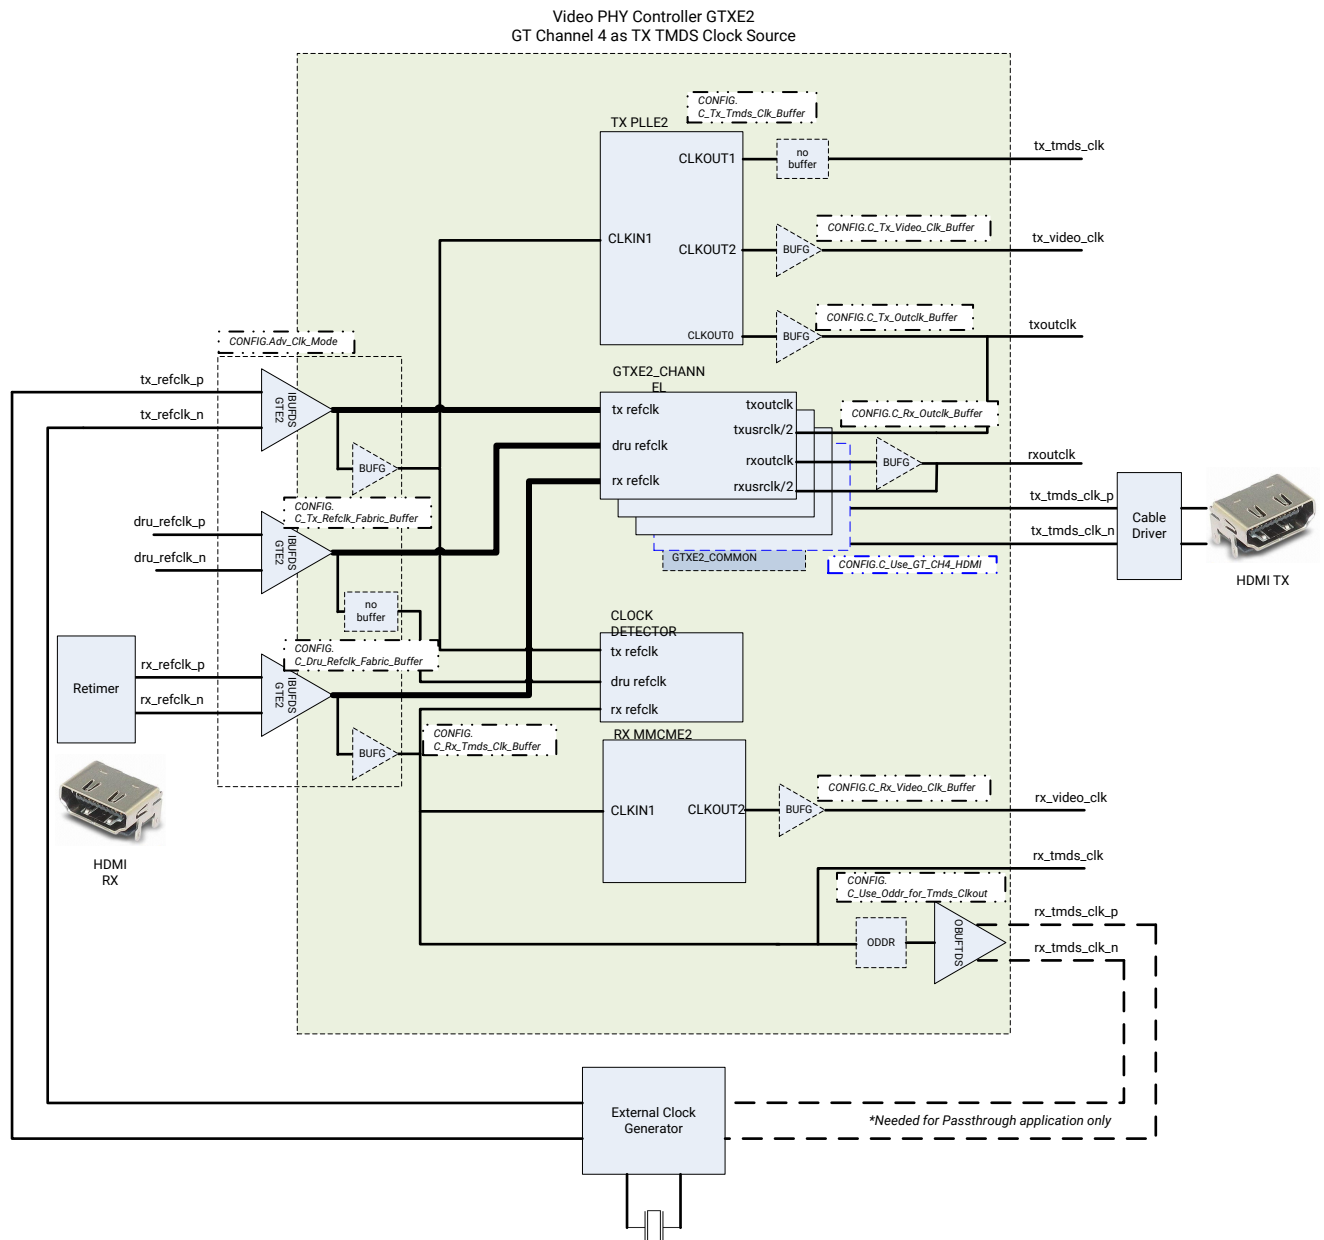 Video PHY Controller GTXE2
GT Channel 4 as TX TMDS Clock Source
CONFIG.
C_Tx_Tmds_Clk_Buffer
TX PLLE2
CLKOUT1
no
buffer
tx_tmds_clk
CLKIN1
CLKOUT2
BUFG
CONFIG.C_Tx_Video_Clk_Buffer
tx_video_clk
CLKOUT0
BUFG
CONFIG.C_Tx_Outclk_Buffer
txoutclk
CONFIG.Adv_Clk_Mode
tx_refclk_p
tx_refclk_n
IBUFDS
GTE2
BUFG
CONFIG.
C_Tx_Refclk_Fabric_Buffer
GTXE2_CHANN
EL
tx refclk
dru refclk
rx refclk
txoutclk
txusrclk/2
rxoutclk
rxusrclk/2
CONFIG.C_Rx_Outclk_Buffer
BUFG
rxoutclk
GTXE2_COMMON
CONFIG.C_Use_GT_CH4_HDMI
tx_tmds_clk_p
tx_tmds_clk_n
Cable
Driver
HDMI TX
dru_refclk_p
dru_refclk_n
IBUFDS
GTE2
no
buffer
CONFIG.
C_Dru_Refclk_Fabric_Buffer
CLOCK
DETECTOR
tx refclk
dru refclk
rx refclk
Retimer
rx_refclk_p
rx_refclk_n
IBUFDS
GTE2
BUFG
CONFIG.
C_Rx_Tmds_Clk_Buffer
HDMI
RX
RX MMCME2
CLKIN1
CLKOUT2
BUFG
CONFIG.C_Rx_Video_Clk_Buffer
rx_video_clk
rx_tmds_clk
CONFIG.
C_Use_Oddr_for_Tmds_Clkout
ODDR
OBUFTDS
rx_tmds_clk_p
rx_tmds_clk_n
External Clock
Generator
*Needed for Passthrough application only